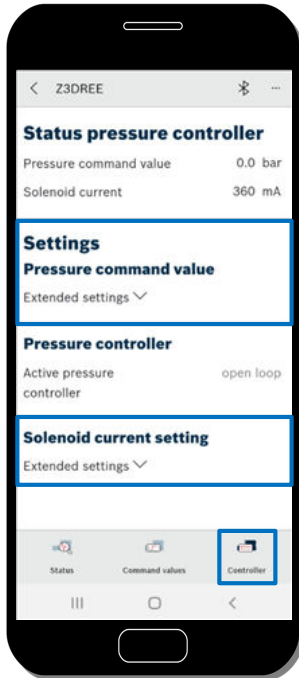 Z3DREE
Status pressure controller
Pressure command value 0.0 bar
Solenoid current 360 mA
Settings
Pressure command value
Extended settings
Pressure controller
Active pressure controller open loop
Solenoid current setting
Extended settings
Status Command values Controller